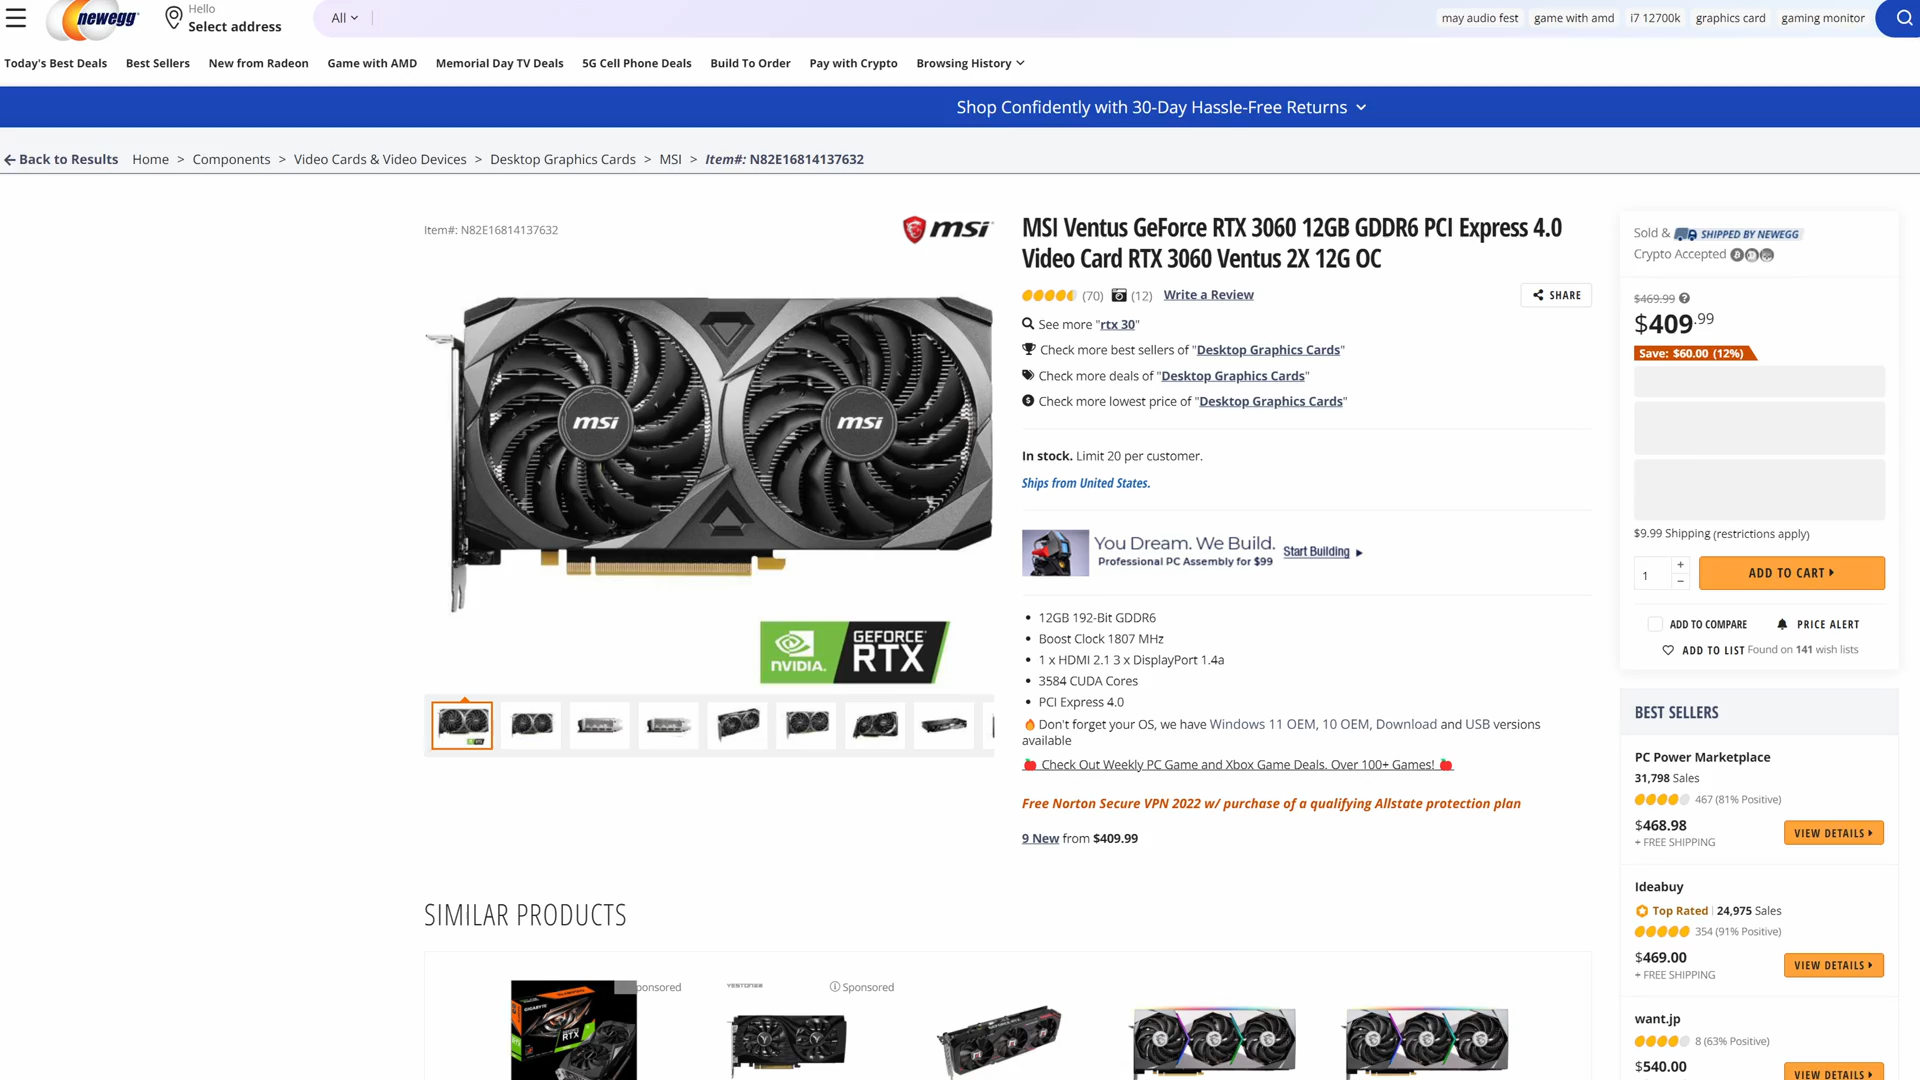 newegg
Hello
Select address
All
may audio fest
game with amd
i7 12700k
graphics card
gaming monitor
Today's Best Deals
Best Sellers
New from Radeon
Game with AMD
Memorial Day TV Deals
5G Cell Phone Deals
Build To Order
Pay with Crypto
Browsing History
Shop Confidently with 30-Day Hassle-Free Returns
Back to Results
Home > Components > Video Cards & Video Devices > Desktop Graphics Cards > MSI > Item#: N82E16814137632
Item#: N82E16814137632
msi
msi
msi
NVIDIA.
GEFORCE
RTX
MSI Ventus GeForce RTX 3060 12GB GDDR6 PCI Express 4.0
Video Card RTX 3060 Ventus 2X 12G OC
(70) (12) Write a Review
SHARE
See more "rtx 30"
Check more best sellers of "Desktop Graphics Cards"
Check more deals of "Desktop Graphics Cards"
Check more lowest price of "Desktop Graphics Cards"
In stock. Limit 20 per customer.
Ships from United States.
You Dream. We Build.
Professional PC Assembly for $99
Start Building
12GB 192-Bit GDDR6
Boost Clock 1807 MHz
1 x HDMI 2.1 3 x DisplayPort 1.4a
3584 CUDA Cores
PCI Express 4.0
Don't forget your OS, we have Windows 11 OEM, 10 OEM, Download and USB versions
available
Check Out Weekly PC Game and Xbox Game Deals. Over 100+ Games!
Free Norton Secure VPN 2022 w/ purchase of a qualifying Allstate protection plan
9 New from $409.99
Sold & SHIPPED BY NEWEGG
Crypto Accepted
$469.99
$409.99
Save: $60.00 (12%)
$9.99 Shipping (restrictions apply)
1
+
−
ADD TO CART
ADD TO COMPARE
PRICE ALERT
ADD TO LIST Found on 141 wish lists
BEST SELLERS
PC Power Marketplace
31,798 Sales
467 (81% Positive)
$468.98
+ FREE SHIPPING
VIEW DETAILS
Ideabuy
Top Rated | 24,975 Sales
354 (91% Positive)
$469.00
+ FREE SHIPPING
VIEW DETAILS
want.jp
8 (63% Positive)
$540.00
VIEW DETAILS
SIMILAR PRODUCTS
ponsored
YESTON
Sponsored
GIGABYTE
RTX